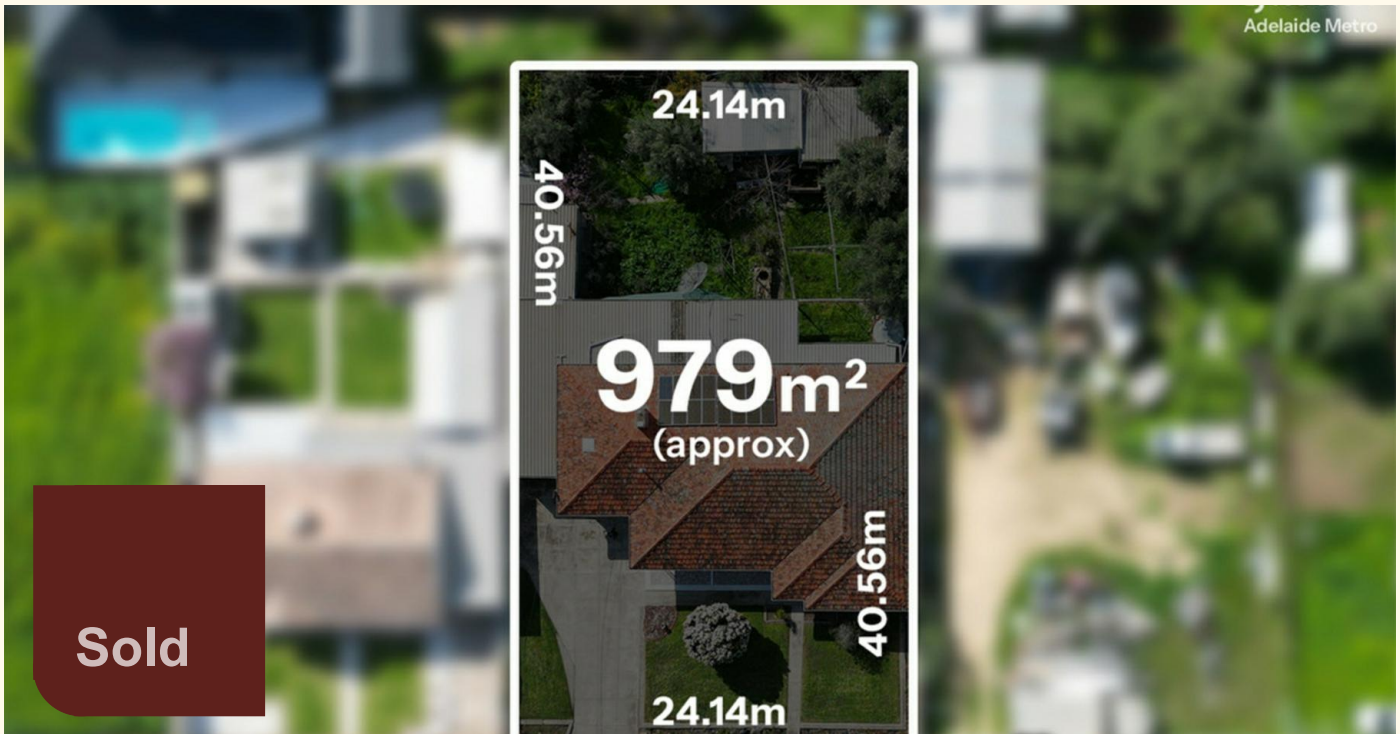 Adelaide Metro
24.14m
40.56m
979m²
(approx)
40.56m
Sold
24.14m